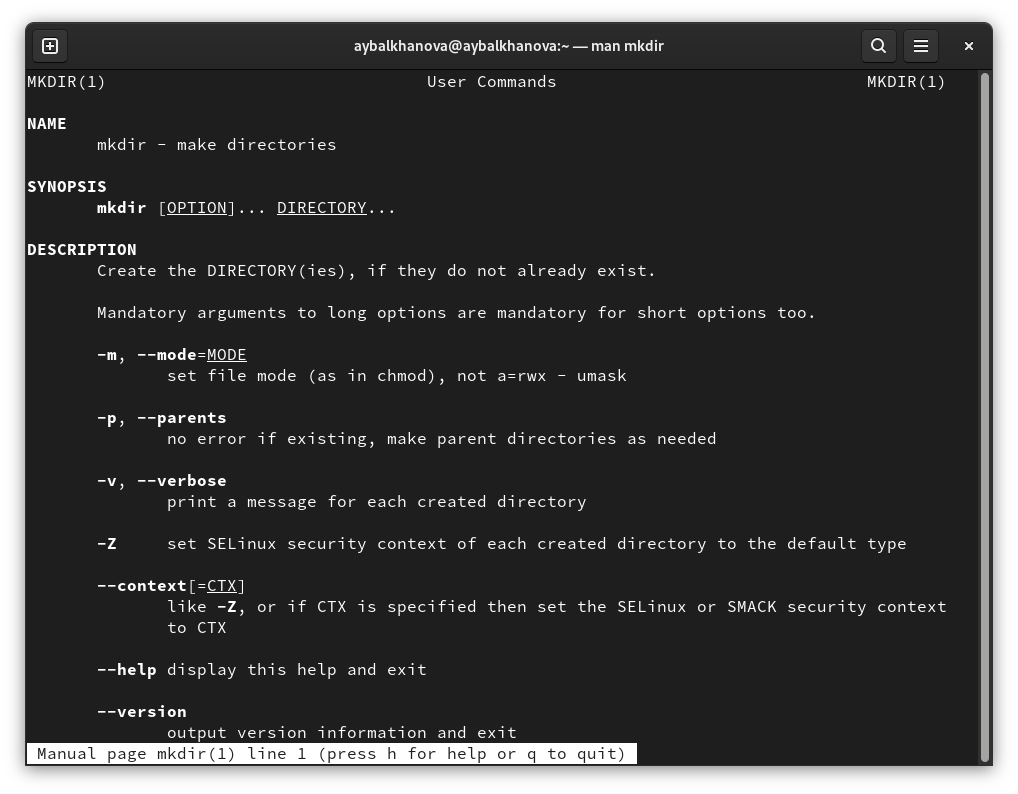 aybalkhanova@aybalkhanova:~ — man mkdir
MKDIR(1) User Commands MKDIR(1)
NAME
mkdir - make directories
SYNOPSIS
mkdir [OPTION]... DIRECTORY...
DESCRIPTION
Create the DIRECTORY(ies), if they do not already exist.
Mandatory arguments to long options are mandatory for short options too.
-m, --mode=MODE
set file mode (as in chmod), not a=rwx - umask
-p, --parents
no error if existing, make parent directories as needed
-v, --verbose
print a message for each created directory
-Z set SELinux security context of each created directory to the default type
--context[=CTX]
like -Z, or if CTX is specified then set the SELinux or SMACK security context
to CTX
--help display this help and exit
--version
output version information and exit
Manual page mkdir(1) line 1 (press h for help or q to quit)